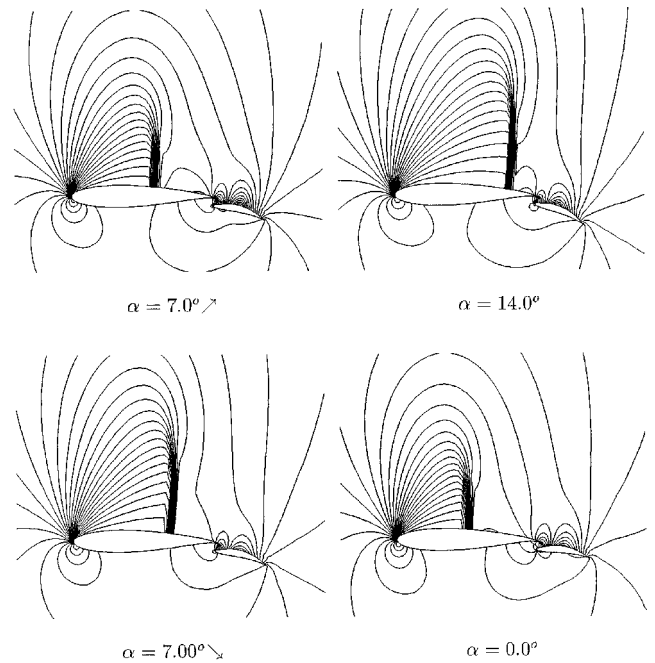 α = 7.0° ↗
α = 14.0°
α = 7.00° ↘
α = 0.0°